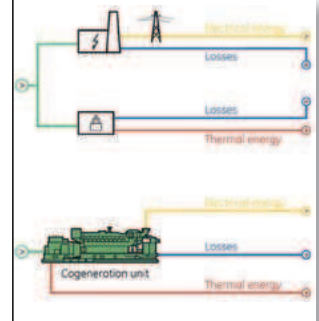 Electrical energy
Losses
Losses
Thermal energy
Electrical energy
Losses
Cogeneration unit
Thermal energy